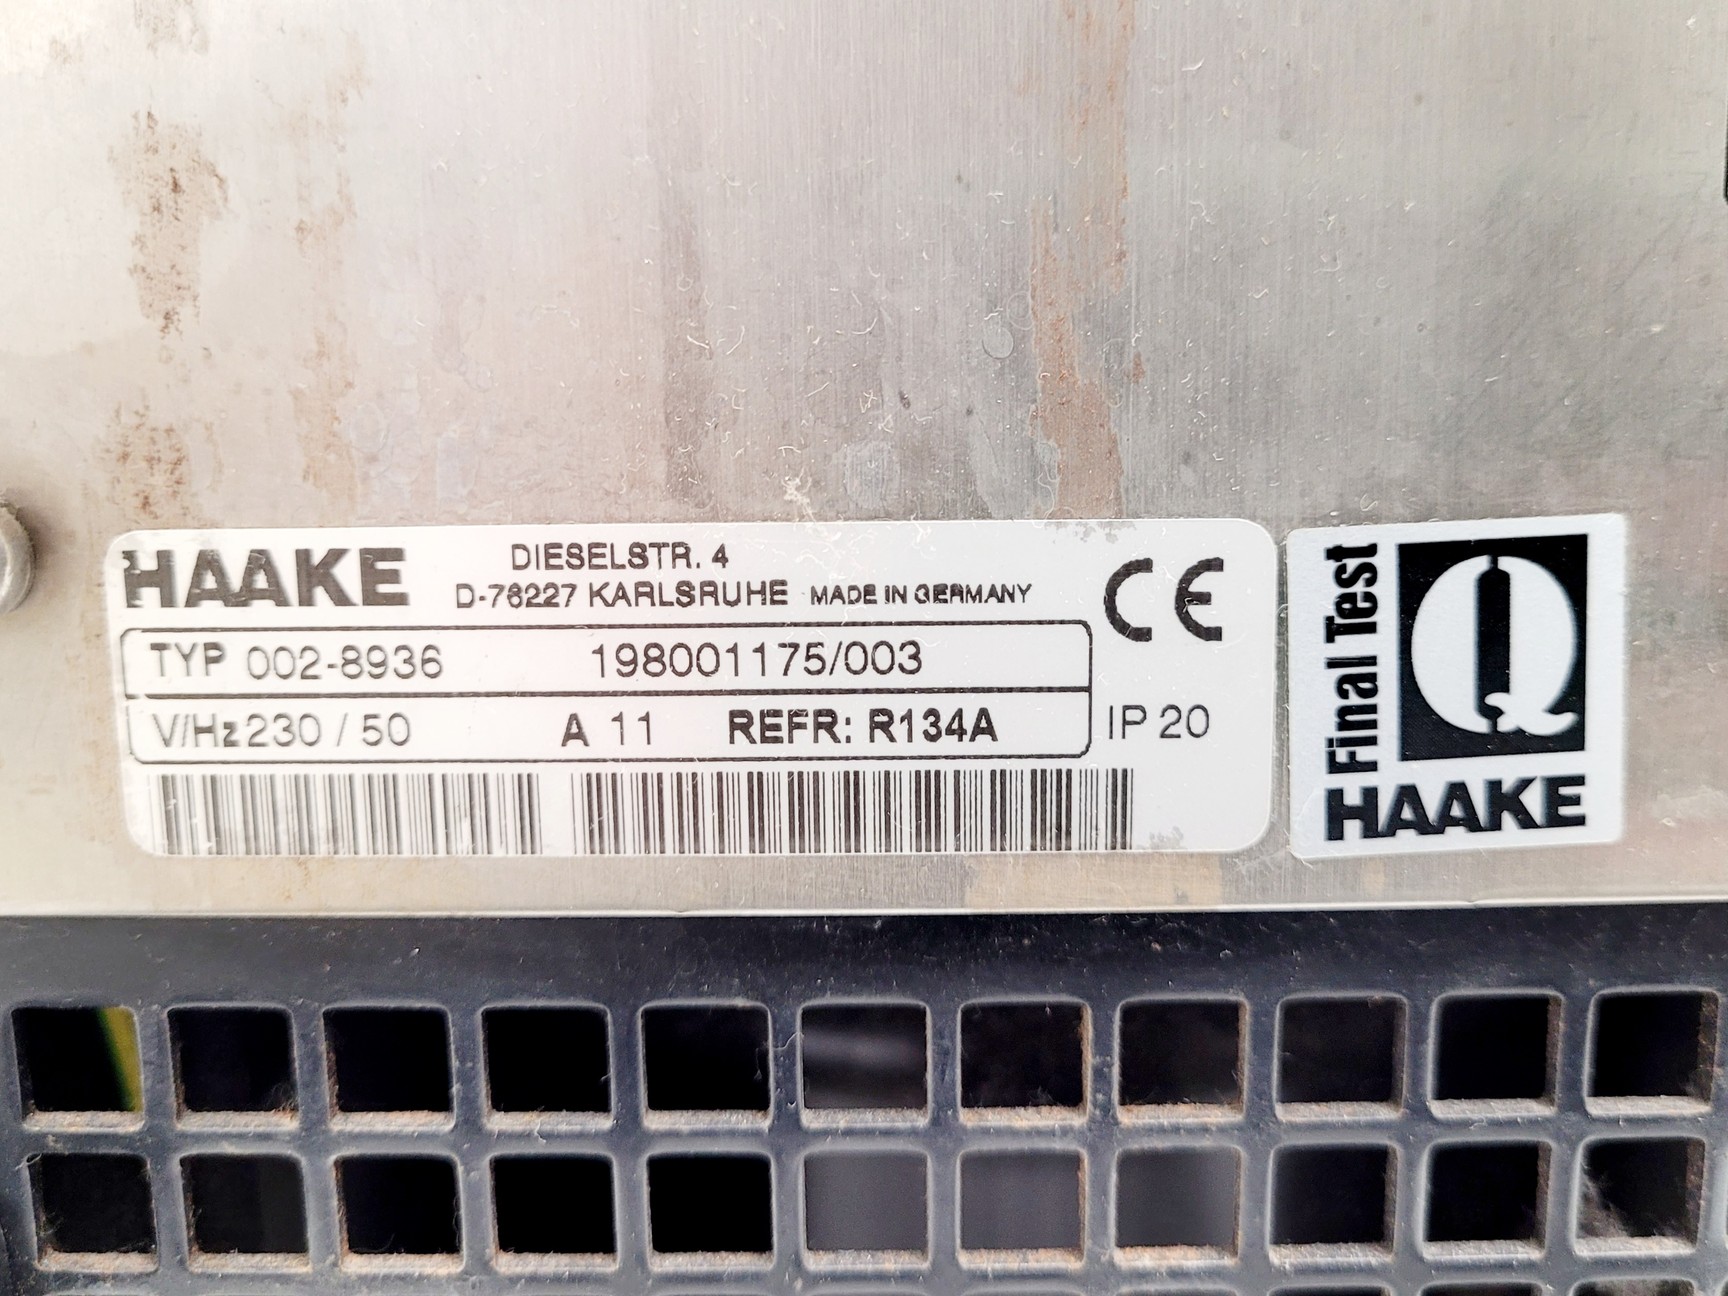 HAAKE
DIESELSTR. 4
D-76227 KARLSRUHE MADE IN GERMANY
CE
TYP 002-8936 198001175/003
V/Hz 230 / 50 A 11 REFR: R134A
IP 20
Final Test
Q
HAAKE